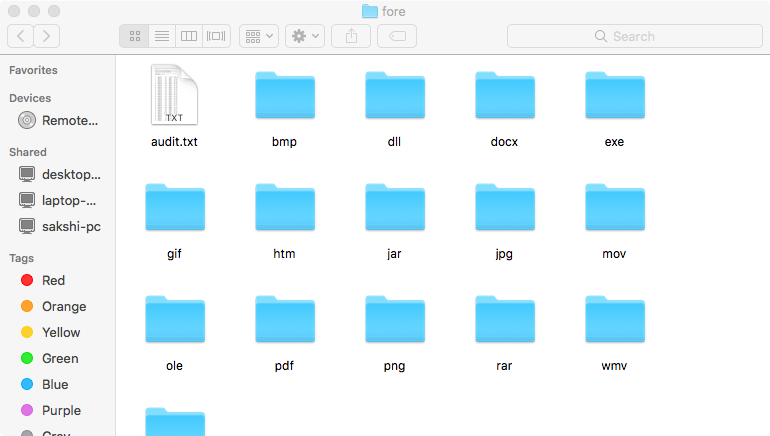 fore
Search
Favorites
Devices
Remote...
Shared
desktop...
laptop-...
sakshi-pc
Tags
Red
Orange
Yellow
Green
Blue
Purple
TXT
audit.txt
bmp
dll
docx
exe
gif
htm
jar
jpg
mov
ole
pdf
png
rar
wmv